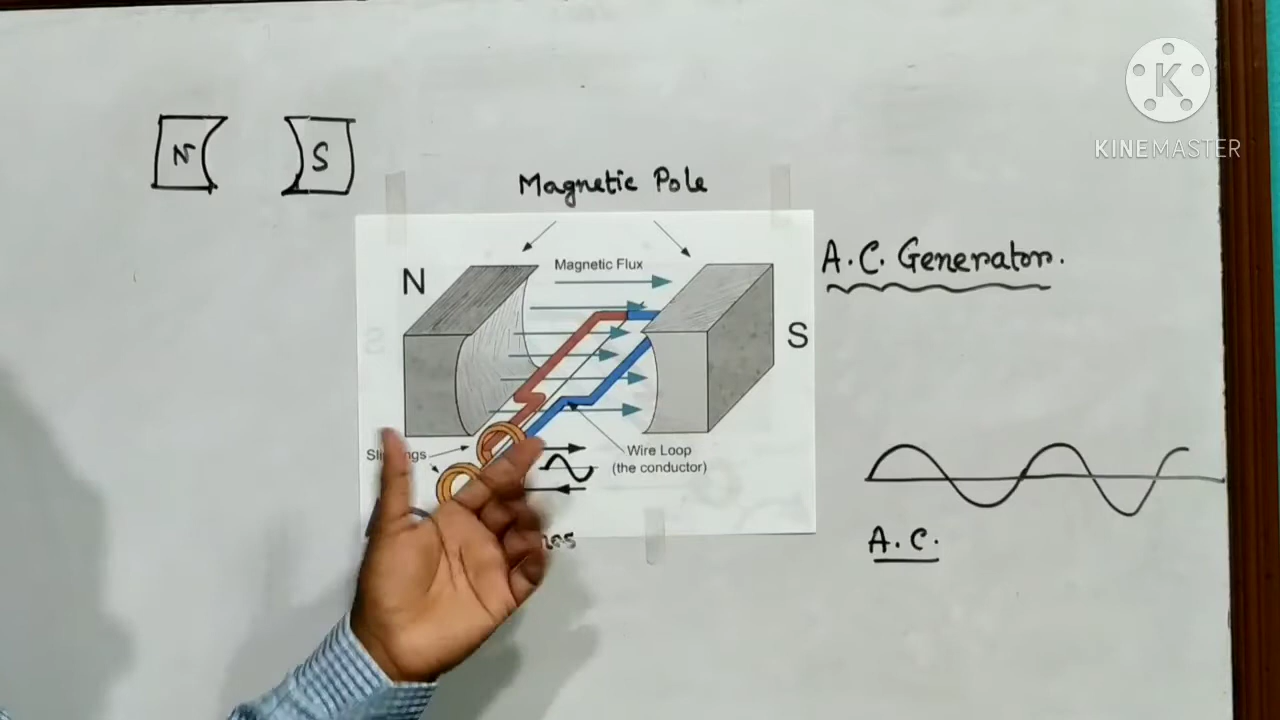 K
KINEMASTER
N
S
Magnetic Pole
A.C. Generator.
Magnetic Flux
N
S
Wire Loop
(the conductor)
A.C.